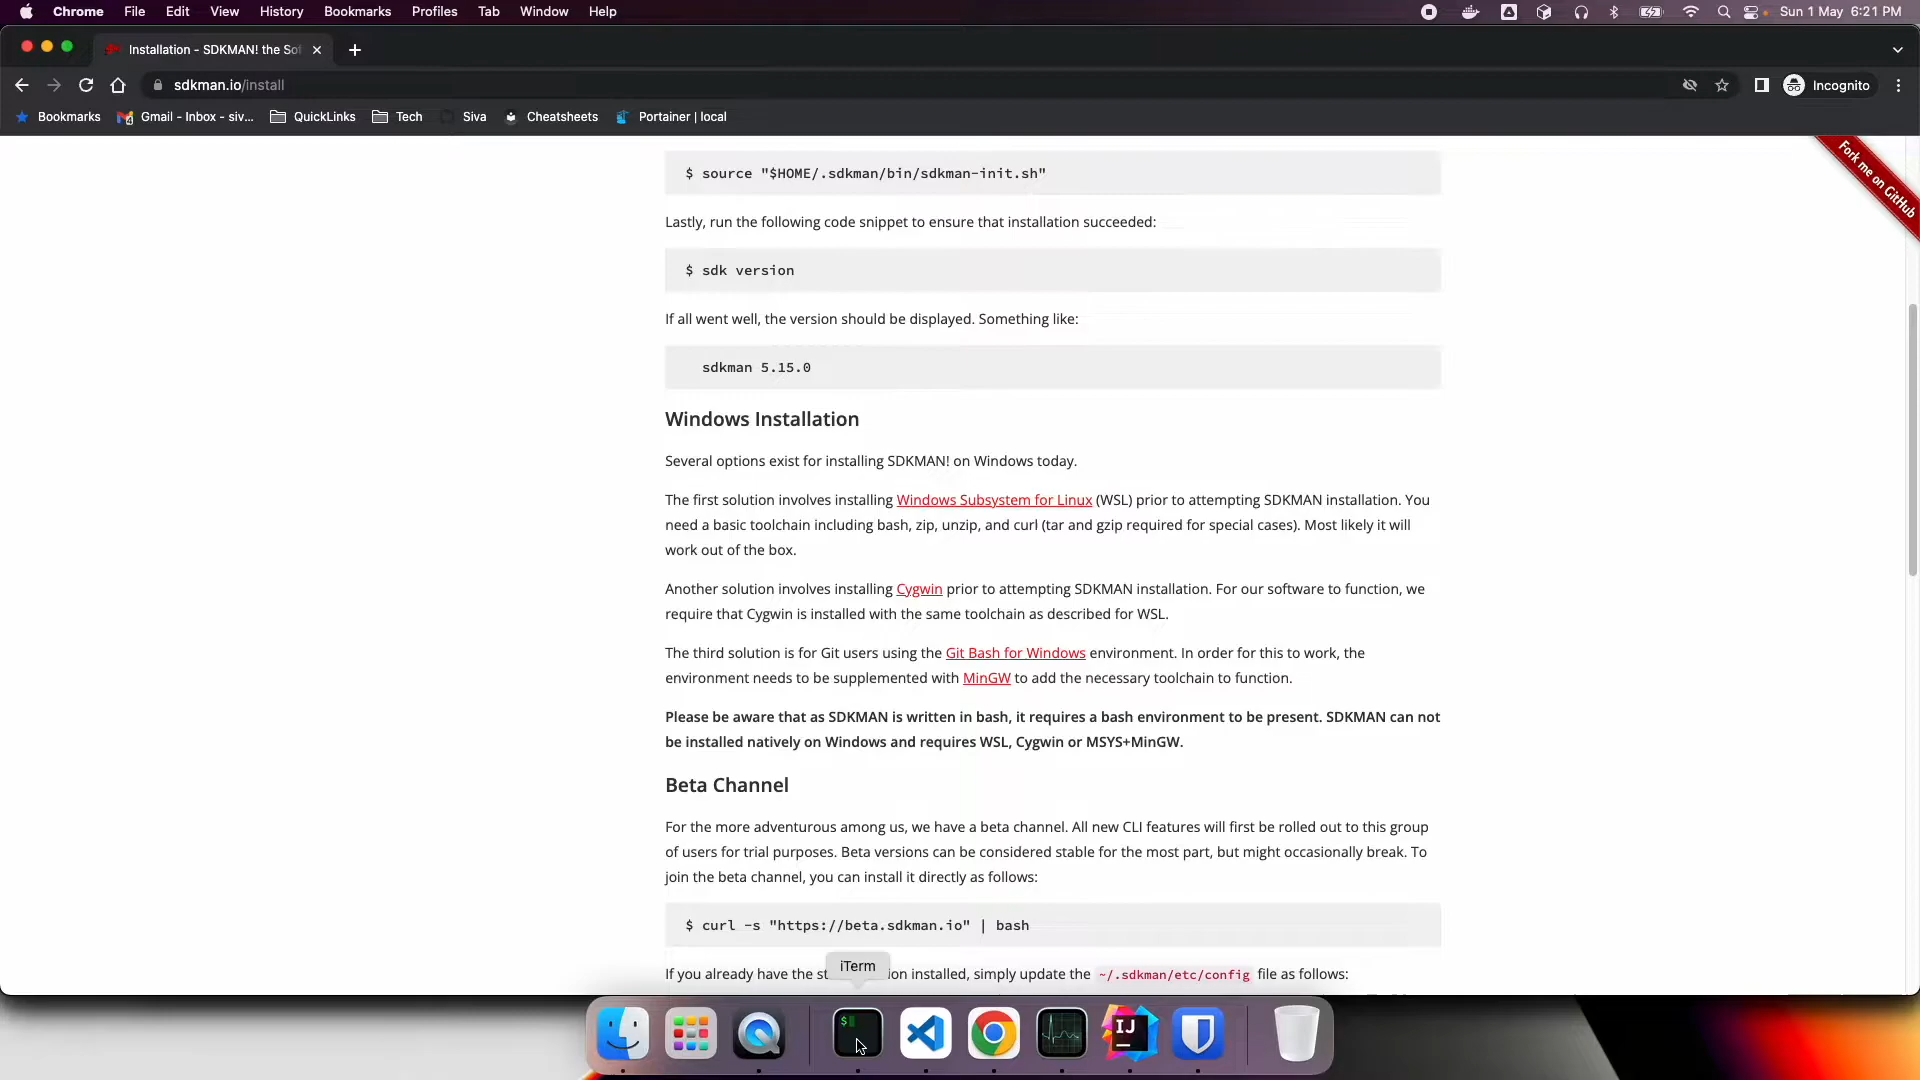 Chrome File Edit View History Bookmarks Profiles Tab Window Help Sun 1 May 6:21 PM
Installation - SDKMAN! the Sof
sdkman.io/install Incognito
Bookmarks Gmail - Inbox - siv... QuickLinks Tech Siva Cheatsheets Portainer | local
Fork me on GitHub
$ source "$HOME/.sdkman/bin/sdkman-init.sh"
Lastly, run the following code snippet to ensure that installation succeeded:
$ sdk version
If all went well, the version should be displayed. Something like:
sdkman 5.15.0
Windows Installation
Several options exist for installing SDKMAN! on Windows today.
The first solution involves installing Windows Subsystem for Linux (WSL) prior to attempting SDKMAN installation. You
need a basic toolchain including bash, zip, unzip, and curl (tar and gzip required for special cases). Most likely it will
work out of the box.
Another solution involves installing Cygwin prior to attempting SDKMAN installation. For our software to function, we
require that Cygwin is installed with the same toolchain as described for WSL.
The third solution is for Git users using the Git Bash for Windows environment. In order for this to work, the
environment needs to be supplemented with MinGW to add the necessary toolchain to function.
Please be aware that as SDKMAN is written in bash, it requires a bash environment to be present. SDKMAN can not
be installed natively on Windows and requires WSL, Cygwin or MSYS+MinGW.
Beta Channel
For the more adventurous among us, we have a beta channel. All new CLI features will first be rolled out to this group
of users for trial purposes. Beta versions can be considered stable for the most part, but might occasionally break. To
join the beta channel, you can install it directly as follows:
$ curl -s "https://beta.sdkman.io" | bash
iTerm
If you already have the st ion installed, simply update the ~/.sdkman/etc/config file as follows:
$
IJ